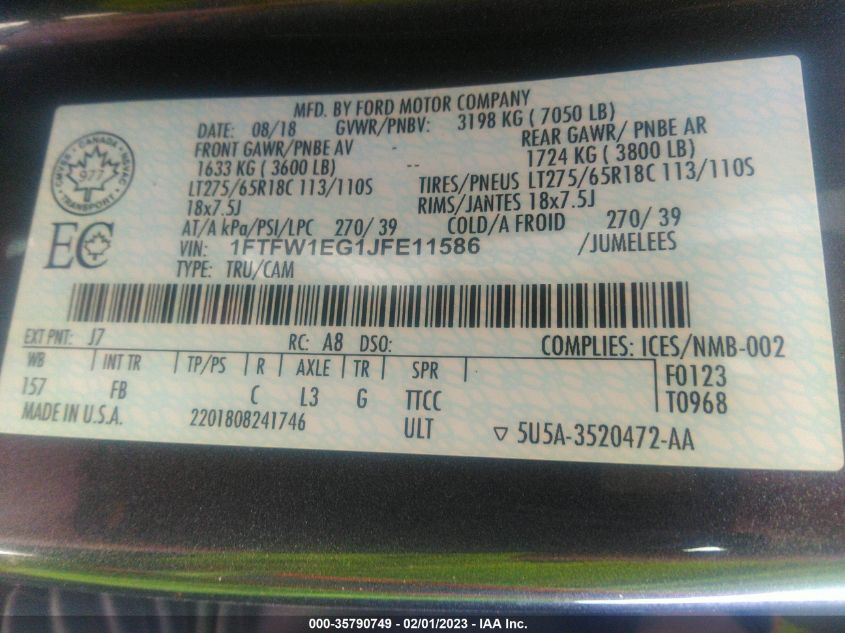 MFD. BY FORD MOTOR COMPANY
DATE: 08/18 GVWR/PNBV: 3198 KG ( 7050 LB)
FRONT GAWR/PNBE AV REAR GAWR/ PNBE AR
1633 KG ( 3600 LB) -- 1724 KG ( 3800 LB)
LT275/65R18C 113/110S TIRES/PNEUS LT275/65R18C 113/110S
18x7.5J RIMS/JANTES 18x7.5J
AT/A kPa/PSI/LPC 270/ 39 COLD/A FROID 270/ 39
VIN: 1FTFW1EG1JFE11586 /JUMELEES
TYPE: TRU/CAM
CANADA
977
TRANSPORT
EC
EXT PNT: J7 RC: A8 DSO: COMPLIES: ICES/NMB-002
WB INT TR TP/PS R AXLE TR SPR F0123
157 FB C L3 G TTCC T0968
MADE IN U.S.A. 2201808241746 ULT 5U5A-3520472-AA
000-35790749 - 02/01/2023 - IAA Inc.